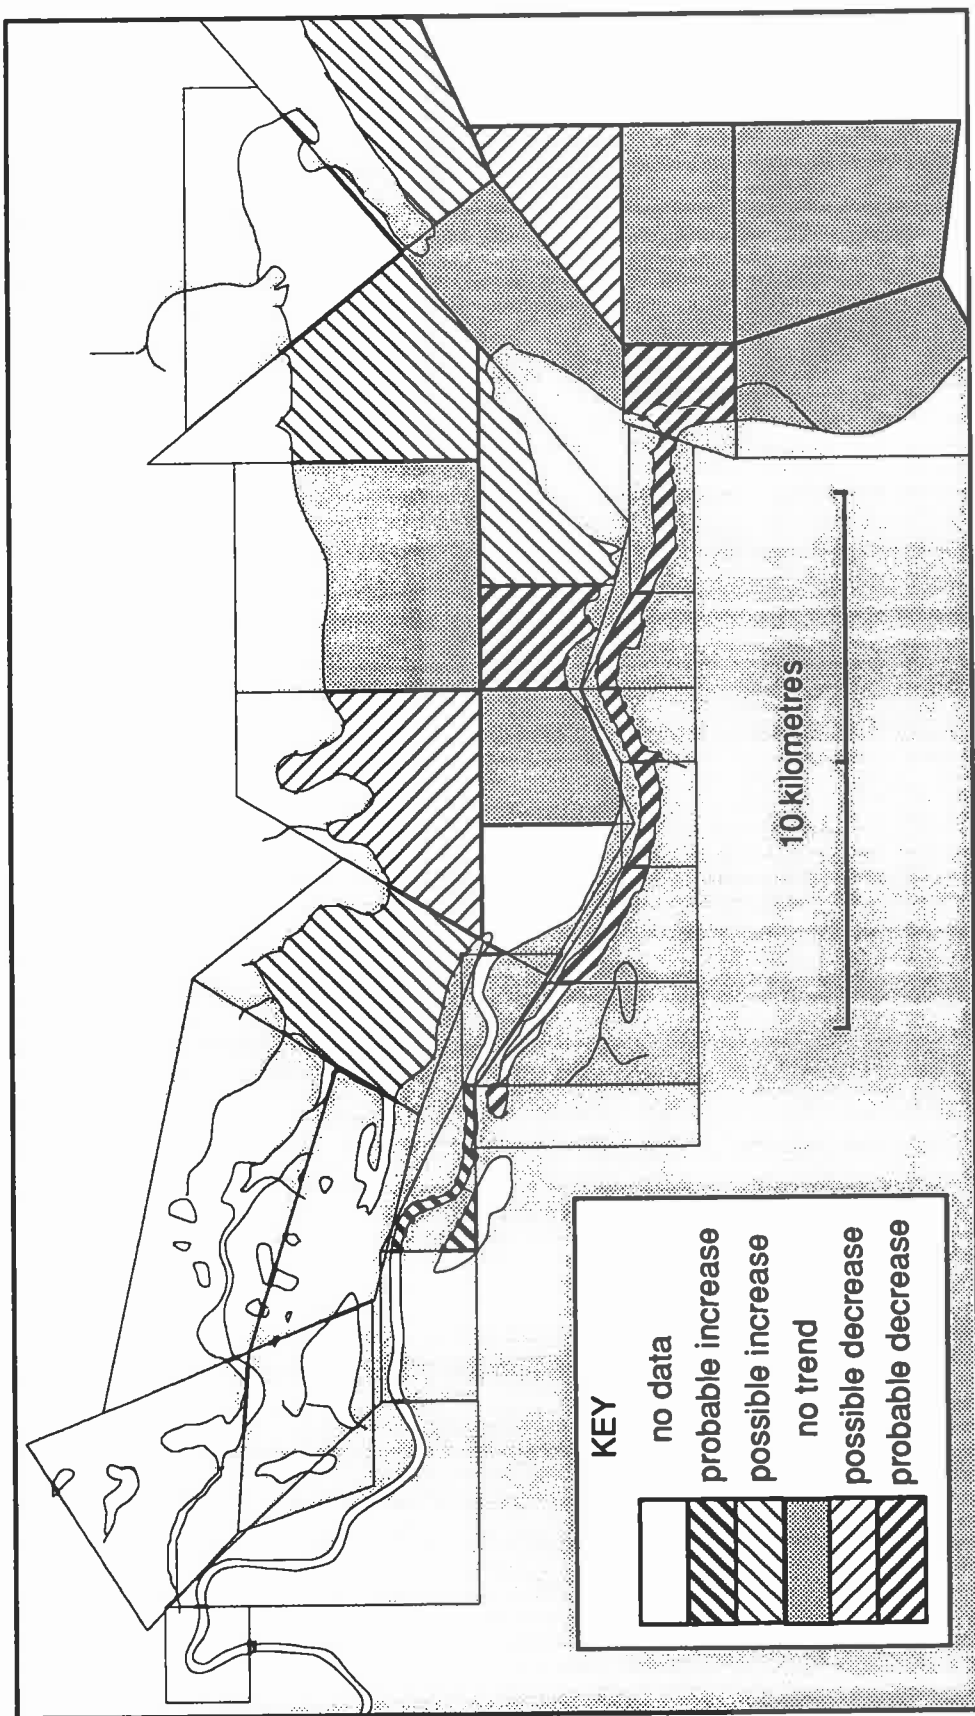 10 kilometres
KEY
no data
probable increase
possible increase
no trend
possible decrease
probable decrease